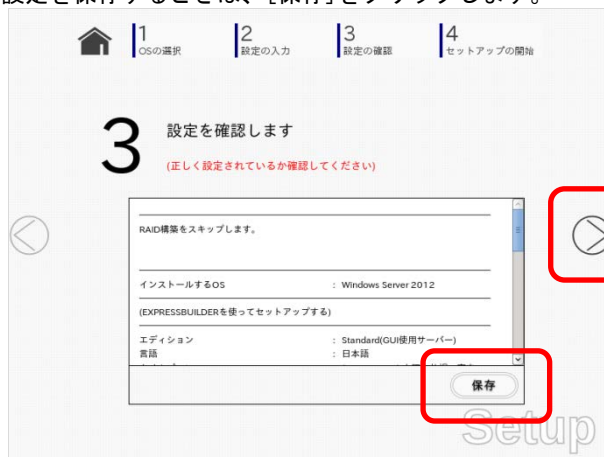 設定を保存するときは、[保存]をクリックします。
1
OSの選択
2
設定の入力
3
設定の確認
4
セットアップの開始
3
設定を確認します
(正しく設定されているか確認してください)
RAID構築をスキップします。
インストールするOS : Windows Server 2012
(EXPRESSBUILDERを使ってセットアップする)
エディション : Standard(GUI使用サーバー)
言語 : 日本語
保存
Setup